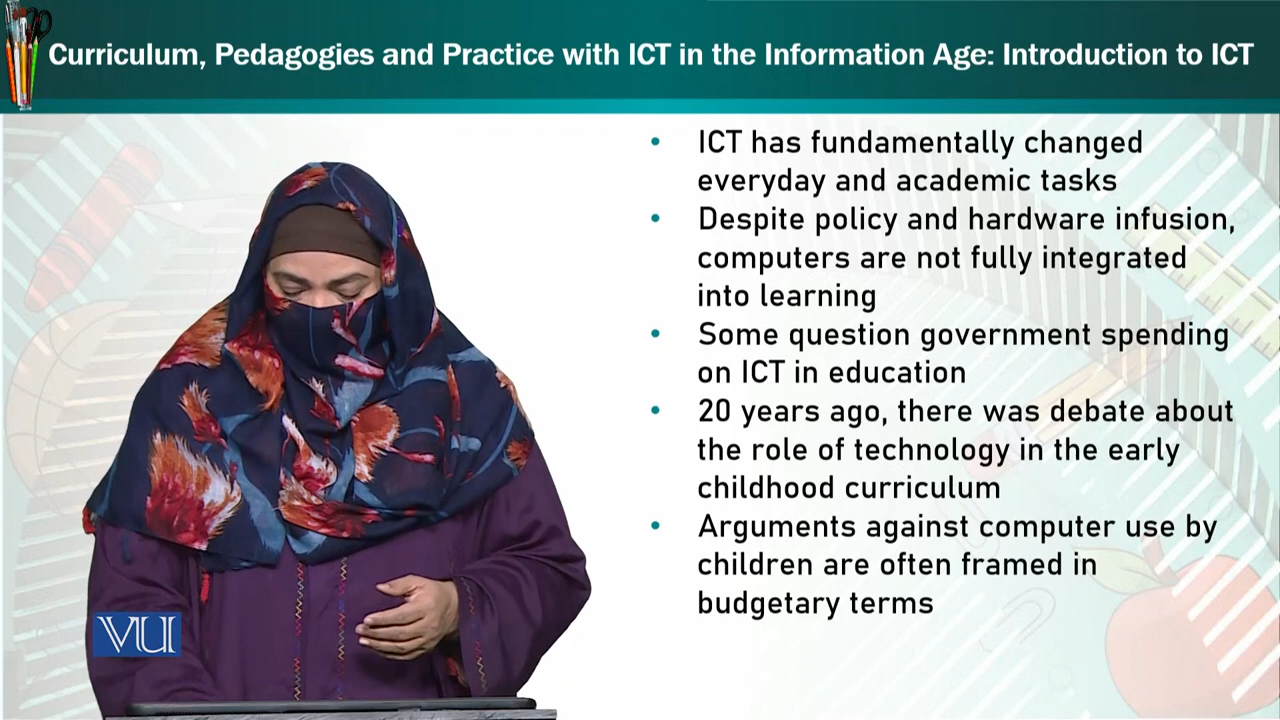 Curriculum, Pedagogies and Practice with ICT in the Information Age: Introduction to ICT
• ICT has fundamentally changed
everyday and academic tasks
• Despite policy and hardware infusion,
computers are not fully integrated
into learning
• Some question government spending
on ICT in education
• 20 years ago, there was debate about
the role of technology in the early
childhood curriculum
• Arguments against computer use by
children are often framed in
budgetary terms
VU